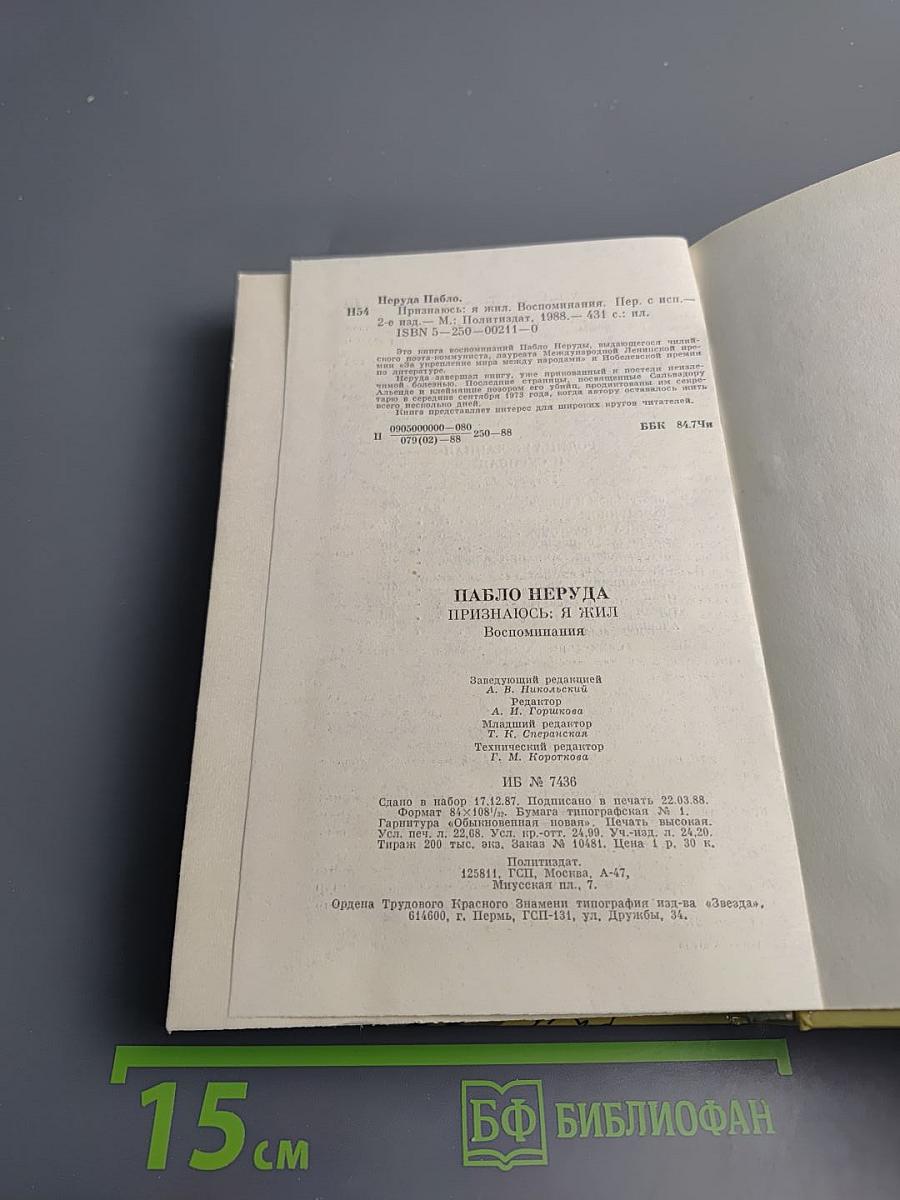 Неруда Пабло.
Н54 Признаюсь: я жил. Воспоминания. Пер. с исп.—
2-е изд.— М.: Политиздат, 1988.— 431 с.: ил.
ISBN 5—250—00211—0
Это книга воспоминаний Пабло Неруды, выдающегося чилий-
ского поэта-коммуниста, лауреата Международной Ленинской пре-
мии «За укрепление мира между народами» и Нобелевской премии
по литературе.
Неруда завершал книгу, уже прикованный к постели неизле-
чимой болезнью. Последние страницы, посвященные Сальвадору
Альенде и клеймящие позором его убийц, продиктованы им секре-
тарю в середине сентября 1973 года, когда автору оставалось жить
всего несколько дней.
Книга представляет интерес для широких кругов читателей.
П 0905000000—080
079(02)—88 250—88
ББК 84.7Чи
ПАБЛО НЕРУДА
ПРИЗНАЮСЬ: Я ЖИЛ
Воспоминания
Заведующий редакцией
А. В. Никольский
Редактор
А. И. Горшкова
Младший редактор
Т. К. Сперанская
Технический редактор
Г. М. Короткова
ИБ № 7436
Сдано в набор 17.12.87. Подписано в печать 22.03.88.
Формат 84×108¹/₃₂. Бумага типографская № 1.
Гарнитура «Обыкновенная новая». Печать высокая.
Усл. печ. л. 22,68. Усл. кр.-отт. 24,99. Уч.-изд. л. 24,20.
Тираж 200 тыс. экз. Заказ № 10481. Цена 1 р. 30 к.
Политиздат.
125811, ГСП, Москва, А-47,
Миусская пл., 7.
Ордена Трудового Красного Знамени типография изд-ва «Звезда»,
614600, г. Пермь, ГСП-131, ул. Дружбы, 34.
15 см
БФ БИБЛИОФАН